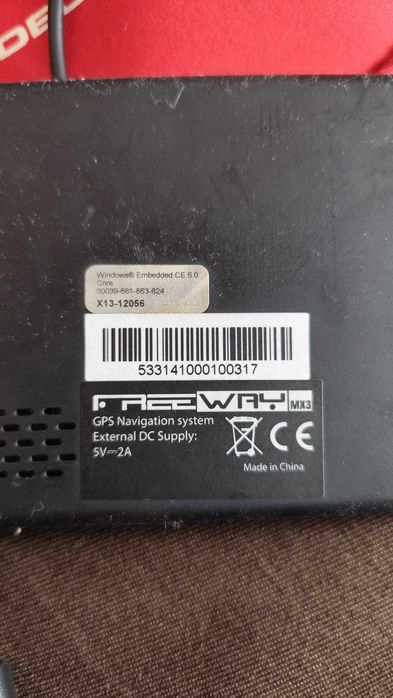 Windows® Embedded CE 6.0
Core
00039-681-863-824
X13-12056
533141000100317
FREEWAY MX3
GPS Navigation system
External DC Supply:
5V⎓2A
CE
Made in China